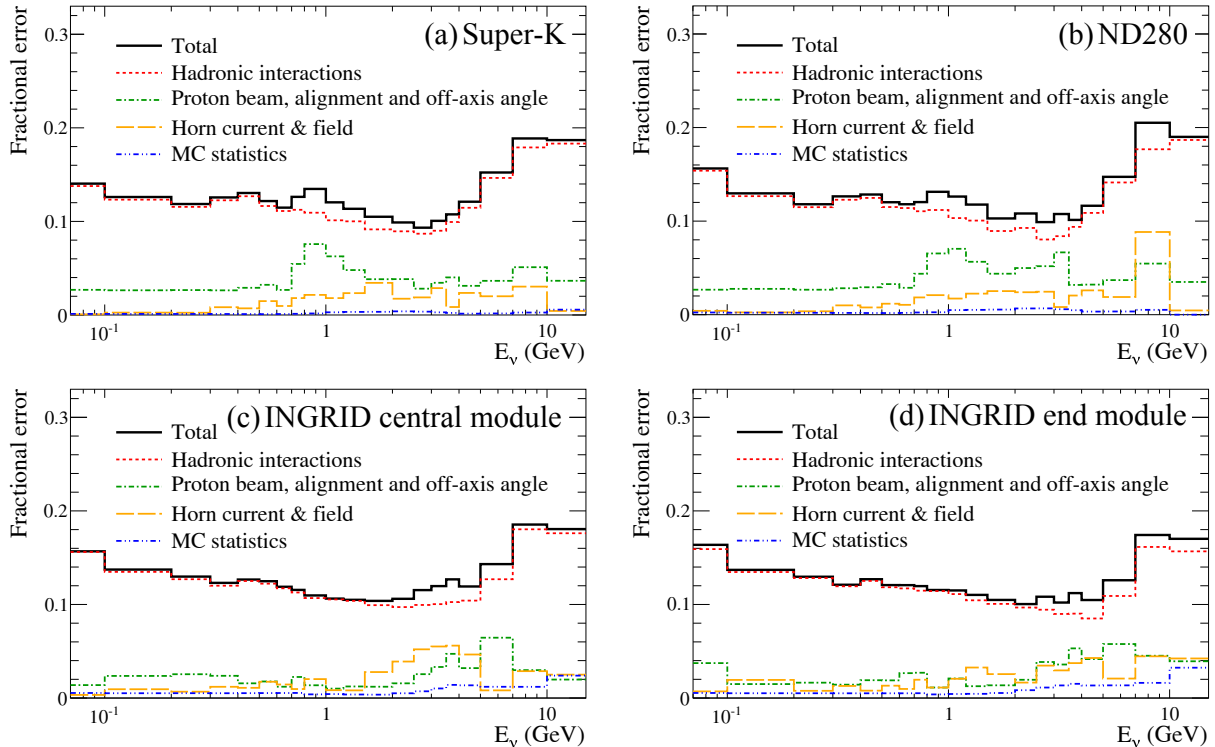 (a) Super-K
Fractional error
0.3
0.2
0.1
0
Total
Hadronic interactions
Proton beam, alignment and off-axis angle
Horn current & field
MC statistics
10⁻¹ 1 10
E_ν (GeV)
(b) ND280
Fractional error
0.3
0.2
0.1
0
Total
Hadronic interactions
Proton beam, alignment and off-axis angle
Horn current & field
MC statistics
10⁻¹ 1 10
E_ν (GeV)
(c) INGRID central module
Fractional error
0.3
0.2
0.1
0
Total
Hadronic interactions
Proton beam, alignment and off-axis angle
Horn current & field
MC statistics
10⁻¹ 1 10
E_ν (GeV)
(d) INGRID end module
Fractional error
0.3
0.2
0.1
0
Total
Hadronic interactions
Proton beam, alignment and off-axis angle
Horn current & field
MC statistics
10⁻¹ 1 10
E_ν (GeV)